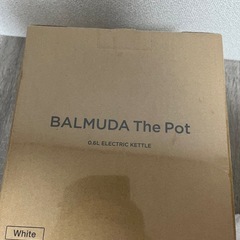 BALMUDA The Pot
0.6L ELECTRIC KETTLE
White